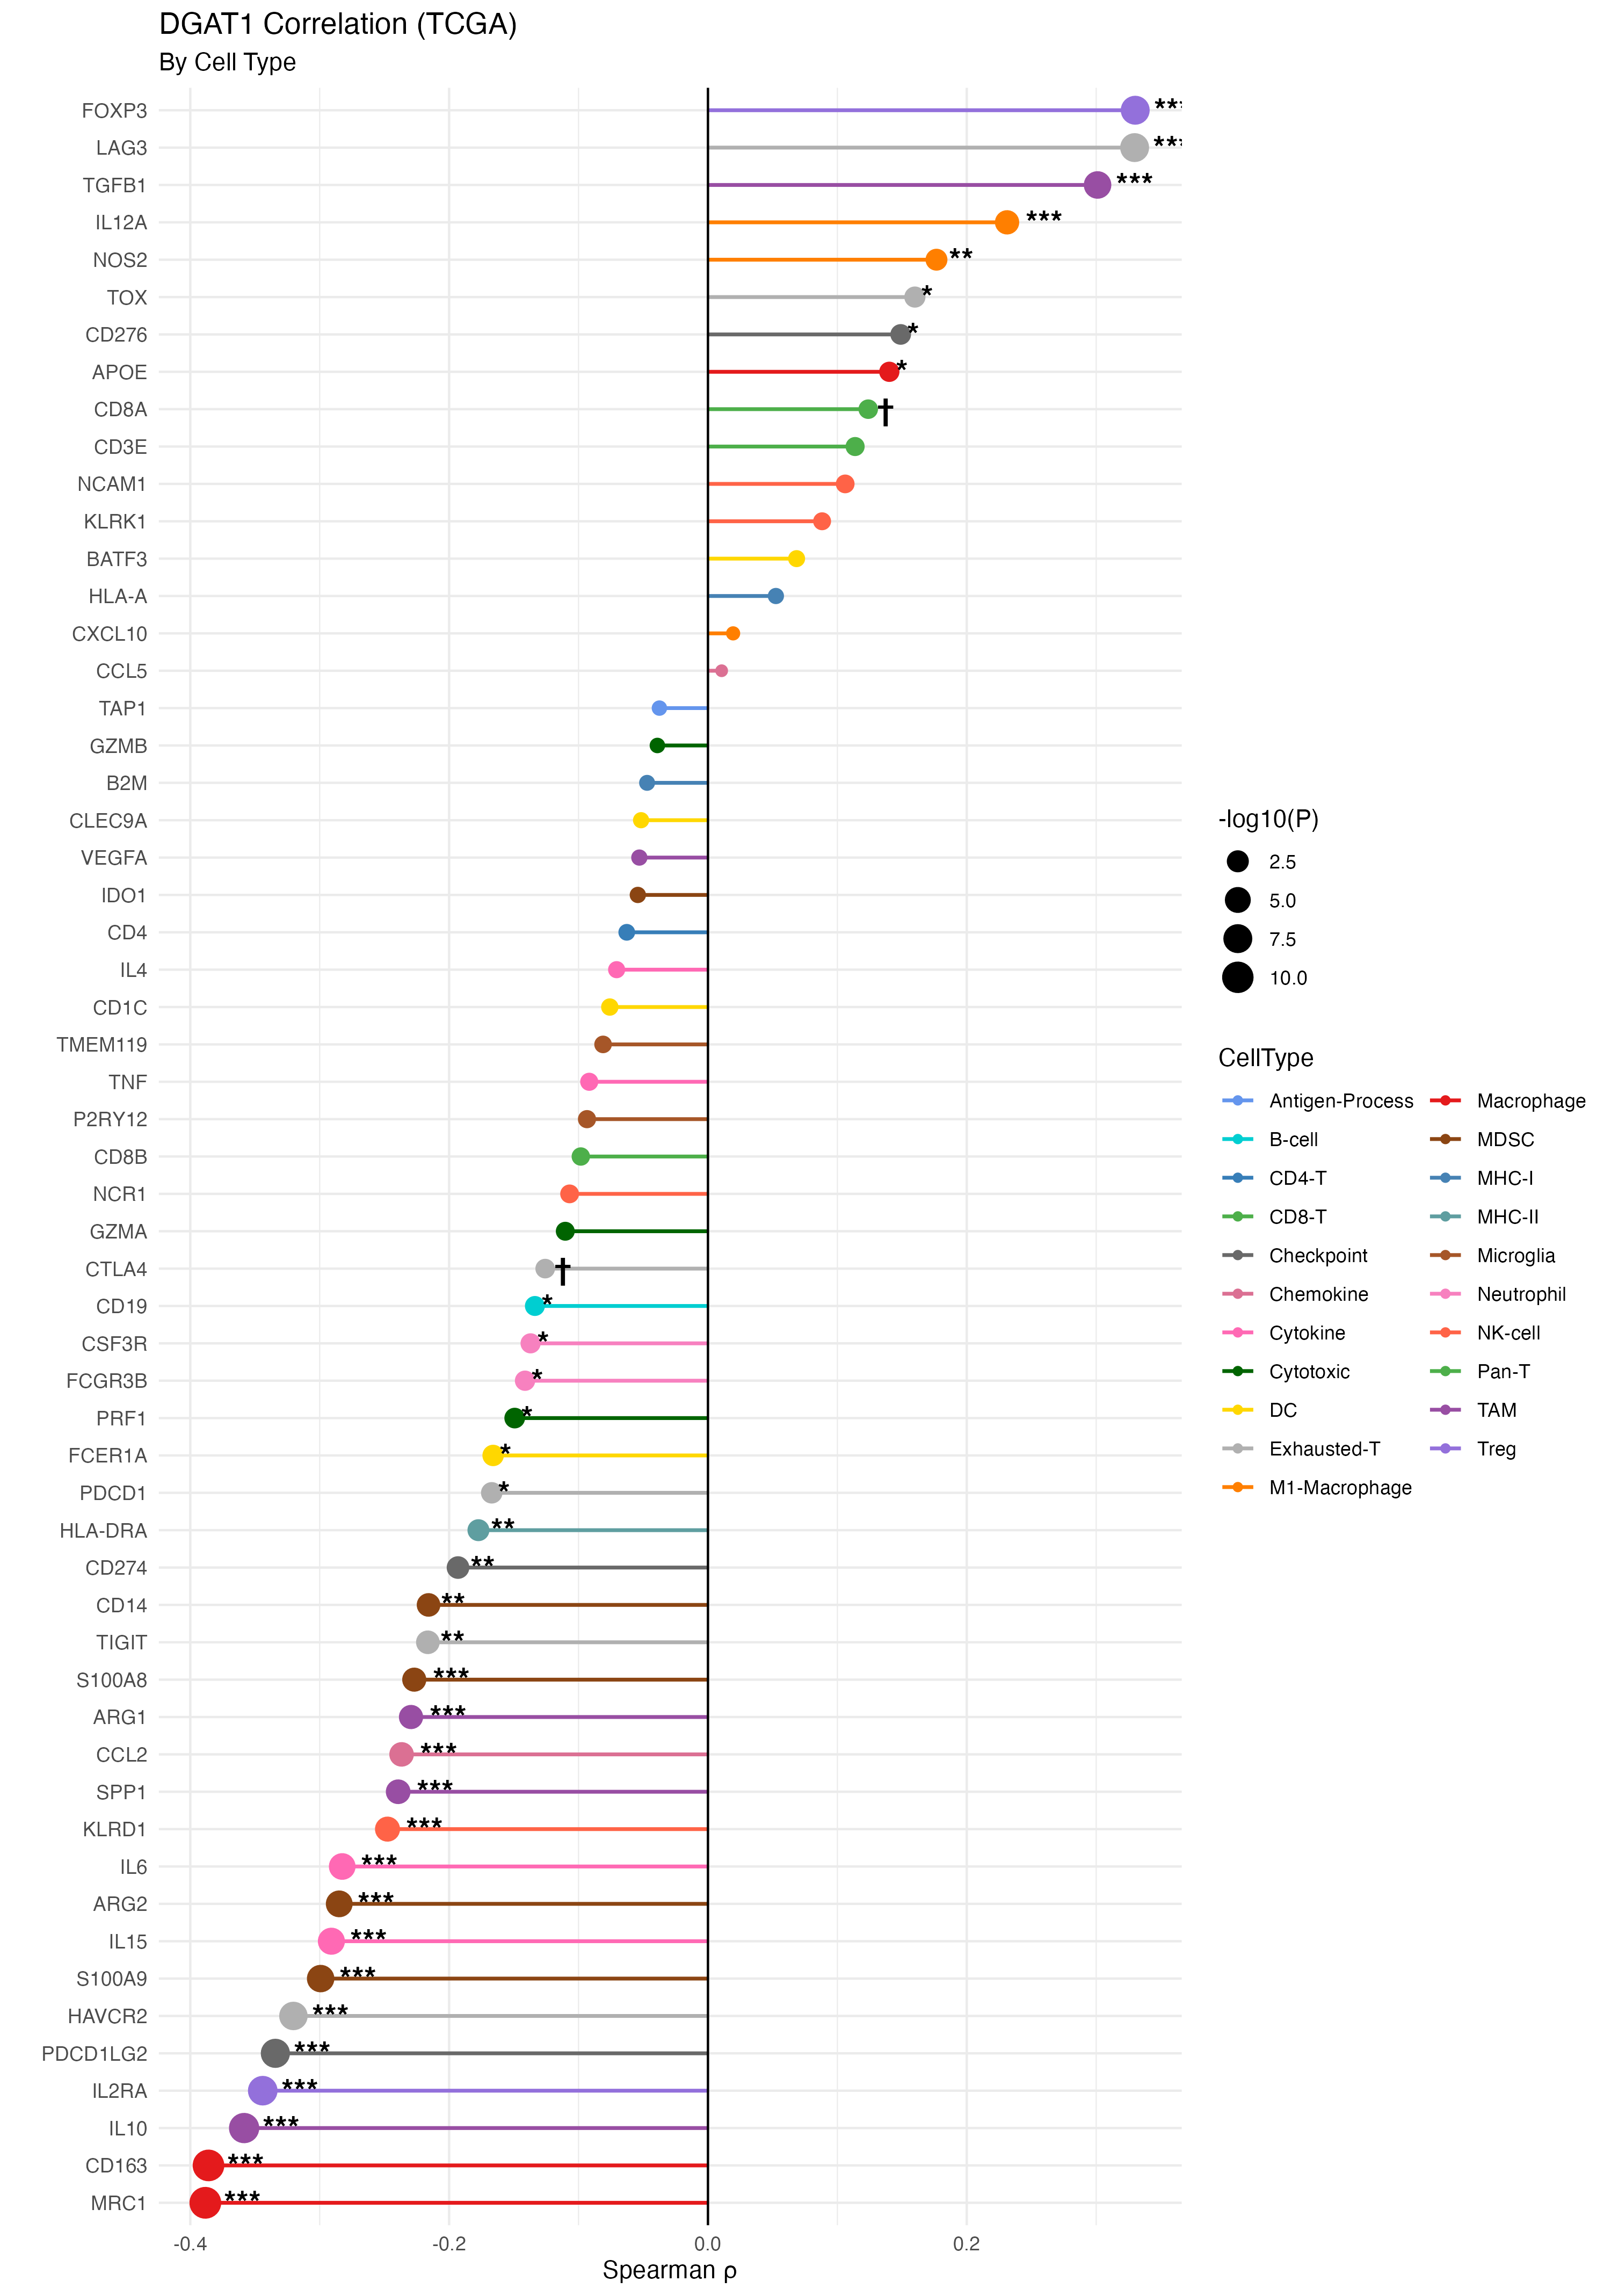 DGAT1 Correlation (TCGA)
By Cell Type
FOXP3 ***
LAG3 ***
TGFB1 ***
IL12A ***
NOS2 **
TOX *
CD276 *
APOE *
CD8A †
CD3E
NCAM1
KLRK1
BATF3
HLA-A
CXCL10
CCL5
TAP1
GZMB
B2M
CLEC9A
VEGFA
IDO1
CD4
IL4
CD1C
TMEM119
TNF
P2RY12
CD8B
NCR1
GZMA
CTLA4 †
CD19 *
CSF3R *
FCGR3B *
PRF1 *
FCER1A *
PDCD1 *
HLA-DRA **
CD274 **
CD14 **
TIGIT **
S100A8 ***
ARG1 ***
CCL2 ***
SPP1 ***
KLRD1 ***
IL6 ***
ARG2 ***
IL15 ***
S100A9 ***
HAVCR2 ***
PDCD1LG2 ***
IL2RA ***
IL10 ***
CD163 ***
MRC1 ***
-0.4 -0.2 0.0 0.2
Spearman ρ
-log10(P)
2.5
5.0
7.5
10.0
CellType
Antigen-Process
B-cell
CD4-T
CD8-T
Checkpoint
Chemokine
Cytokine
Cytotoxic
DC
Exhausted-T
M1-Macrophage
Macrophage
MDSC
MHC-I
MHC-II
Microglia
Neutrophil
NK-cell
Pan-T
TAM
Treg